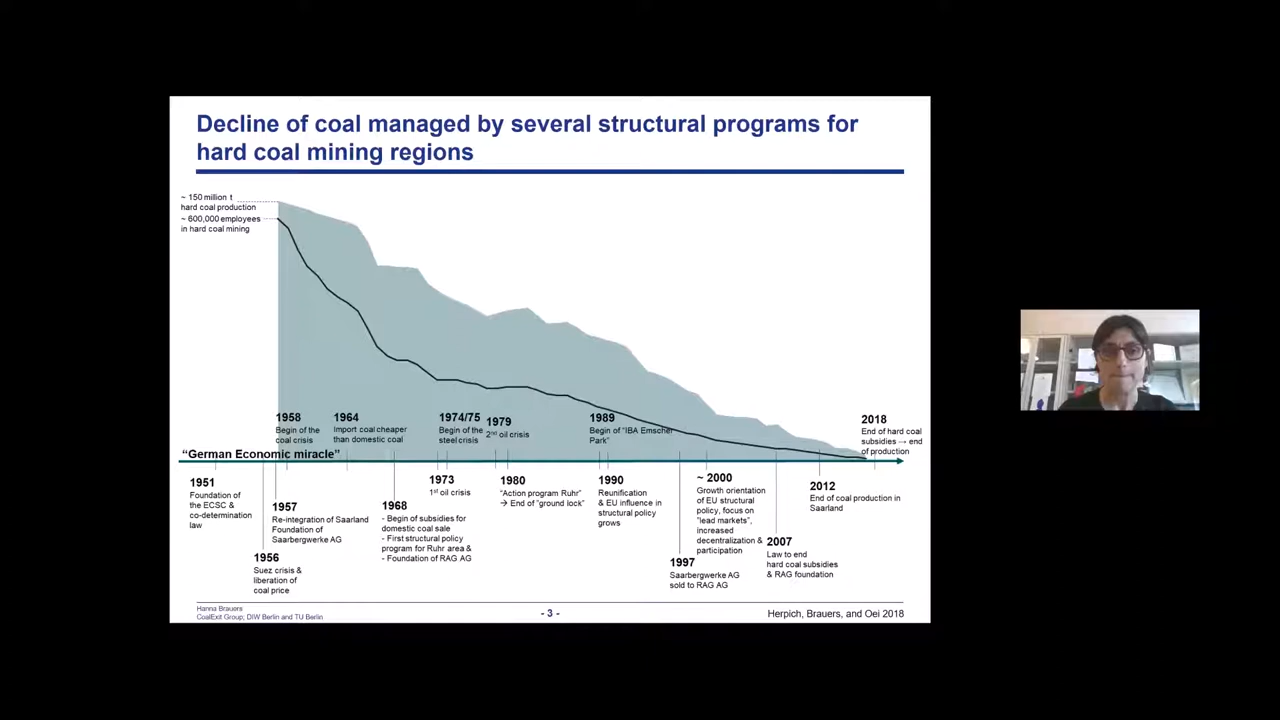 Decline of coal managed by several structural programs for
hard coal mining regions
~ 150 million t
hard coal production
~ 600,000 employees
in hard coal mining
1958
Begin of the
coal crisis
1964
Import coal cheaper
than domestic coal
1974/75
Begin of the
steel crisis
1979
2nd oil crisis
1989
Begin of "IBA Emscher
Park"
2018
End of hard coal
subsidies → end
of production
"German Economic miracle"
1951
Foundation of
the ECSC &
co-determination
law
1956
Suez crisis &
liberation of
coal price
1957
Re-integration of Saarland
Foundation of
Saarbergwerke AG
1968
- Begin of subsidies for
domestic coal sale
- First structural policy
program for Ruhr area &
- Foundation of RAG AG
1973
1st oil crisis
1980
"Action program Ruhr"
→ End of "ground lock"
1990
Reunification
& EU influence in
structural policy
grows
1997
Saarbergwerke AG
sold to RAG AG
~ 2000
Growth orientation
of EU structural
policy, focus on
"lead markets",
increased
decentralization &
participation
2007
Law to end
hard coal subsidies
& RAG foundation
2012
End of coal production in
Saarland
Hanna Brauers
CoalExit Group; DIW Berlin and TU Berlin
- 3 -
Herpich, Brauers, and Oei 2018